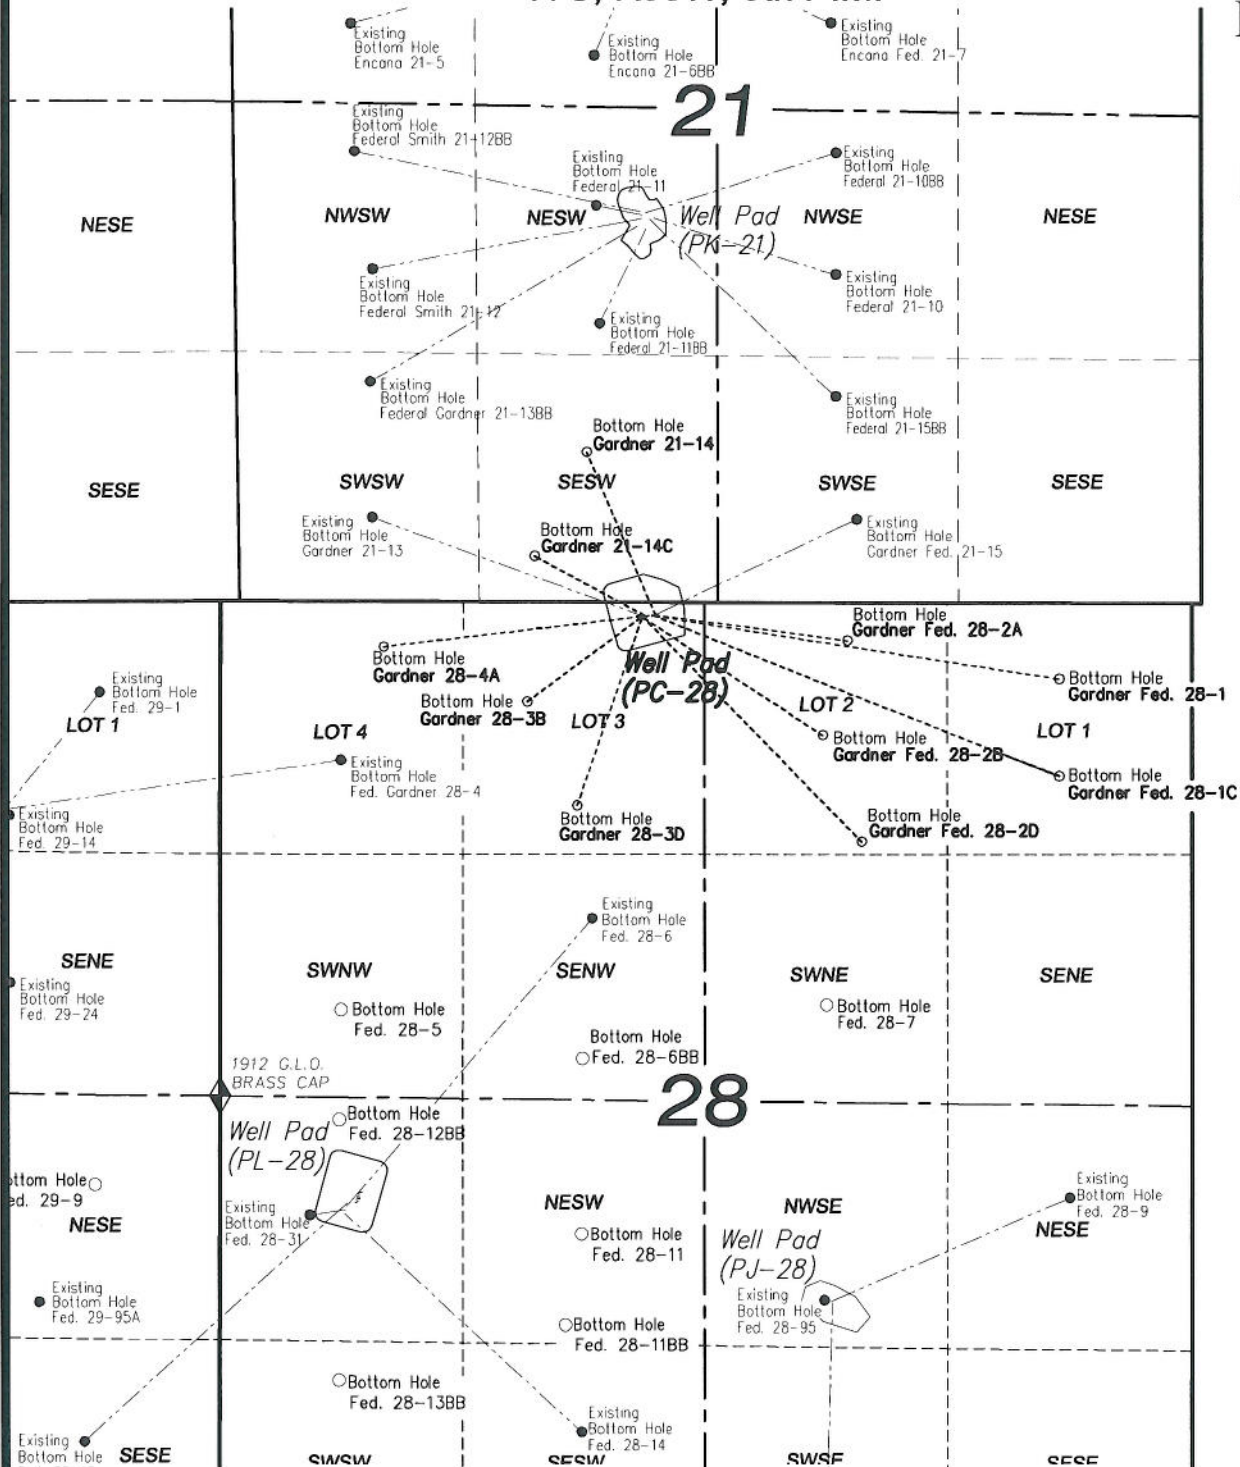 Existing
Bottom Hole
Encana 21-5
Existing
Bottom Hole
Encana 21-6BB
Existing
Bottom Hole
Encana Fed. 21-7
21
Existing
Bottom Hole
Federal Smith 21-12BB
Existing
Bottom Hole
Federal 21-11
Existing
Bottom Hole
Federal 21-10BB
NESE
NWSW
NESW
Well Pad
(PK-21)
NWSE
NESE
Existing
Bottom Hole
Federal Smith 21-12
Existing
Bottom Hole
Federal 21-10
Existing
Bottom Hole
Federal 21-11BB
Existing
Bottom Hole
Federal Gardner 21-13BB
Existing
Bottom Hole
Federal 21-15BB
Bottom Hole
Gardner 21-14
SESE
SWSW
SESW
SWSE
SESE
Existing
Bottom Hole
Gardner 21-13
Bottom Hole
Gardner 21-14C
Existing
Bottom Hole
Gardner Fed. 21-15
Bottom Hole
Gardner Fed. 28-2A
Bottom Hole
Gardner 28-4A
Well Pad
(PC-28)
Bottom Hole
Gardner Fed. 28-1
Existing
Bottom Hole
Fed. 29-1
Bottom Hole
Gardner 28-3B
LOT 1
LOT 4
LOT 3
LOT 2
LOT 1
Bottom Hole
Gardner Fed. 28-2B
Existing
Bottom Hole
Fed. Gardner 28-4
Bottom Hole
Gardner Fed. 28-1C
Existing
Bottom Hole
Fed. 29-14
Bottom Hole
Gardner 28-3D
Bottom Hole
Gardner Fed. 28-2D
Existing
Bottom Hole
Fed. 28-6
SENE
SWNW
SENW
SWNE
SENE
Existing
Bottom Hole
Fed. 29-24
Bottom Hole
Fed. 28-5
Bottom Hole
Fed. 28-7
Bottom Hole
Fed. 28-6BB
1912 G.L.O.
BRASS CAP
28
Bottom Hole
Fed. 28-12BB
Well Pad
(PL-28)
ottom Hole
ed. 29-9
NESE
Existing
Bottom Hole
Fed. 28-31
NESW
NWSE
Existing
Bottom Hole
Fed. 28-9
NESE
Bottom Hole
Fed. 28-11
Well Pad
(PJ-28)
Existing
Bottom Hole
Fed. 29-95A
Existing
Bottom Hole
Fed. 28-95
Bottom Hole
Fed. 28-11BB
Bottom Hole
Fed. 28-13BB
Existing
Bottom Hole
Fed. 28-14
Existing
Bottom Hole
SESE
SWSW
SESW
SWSE
SESE